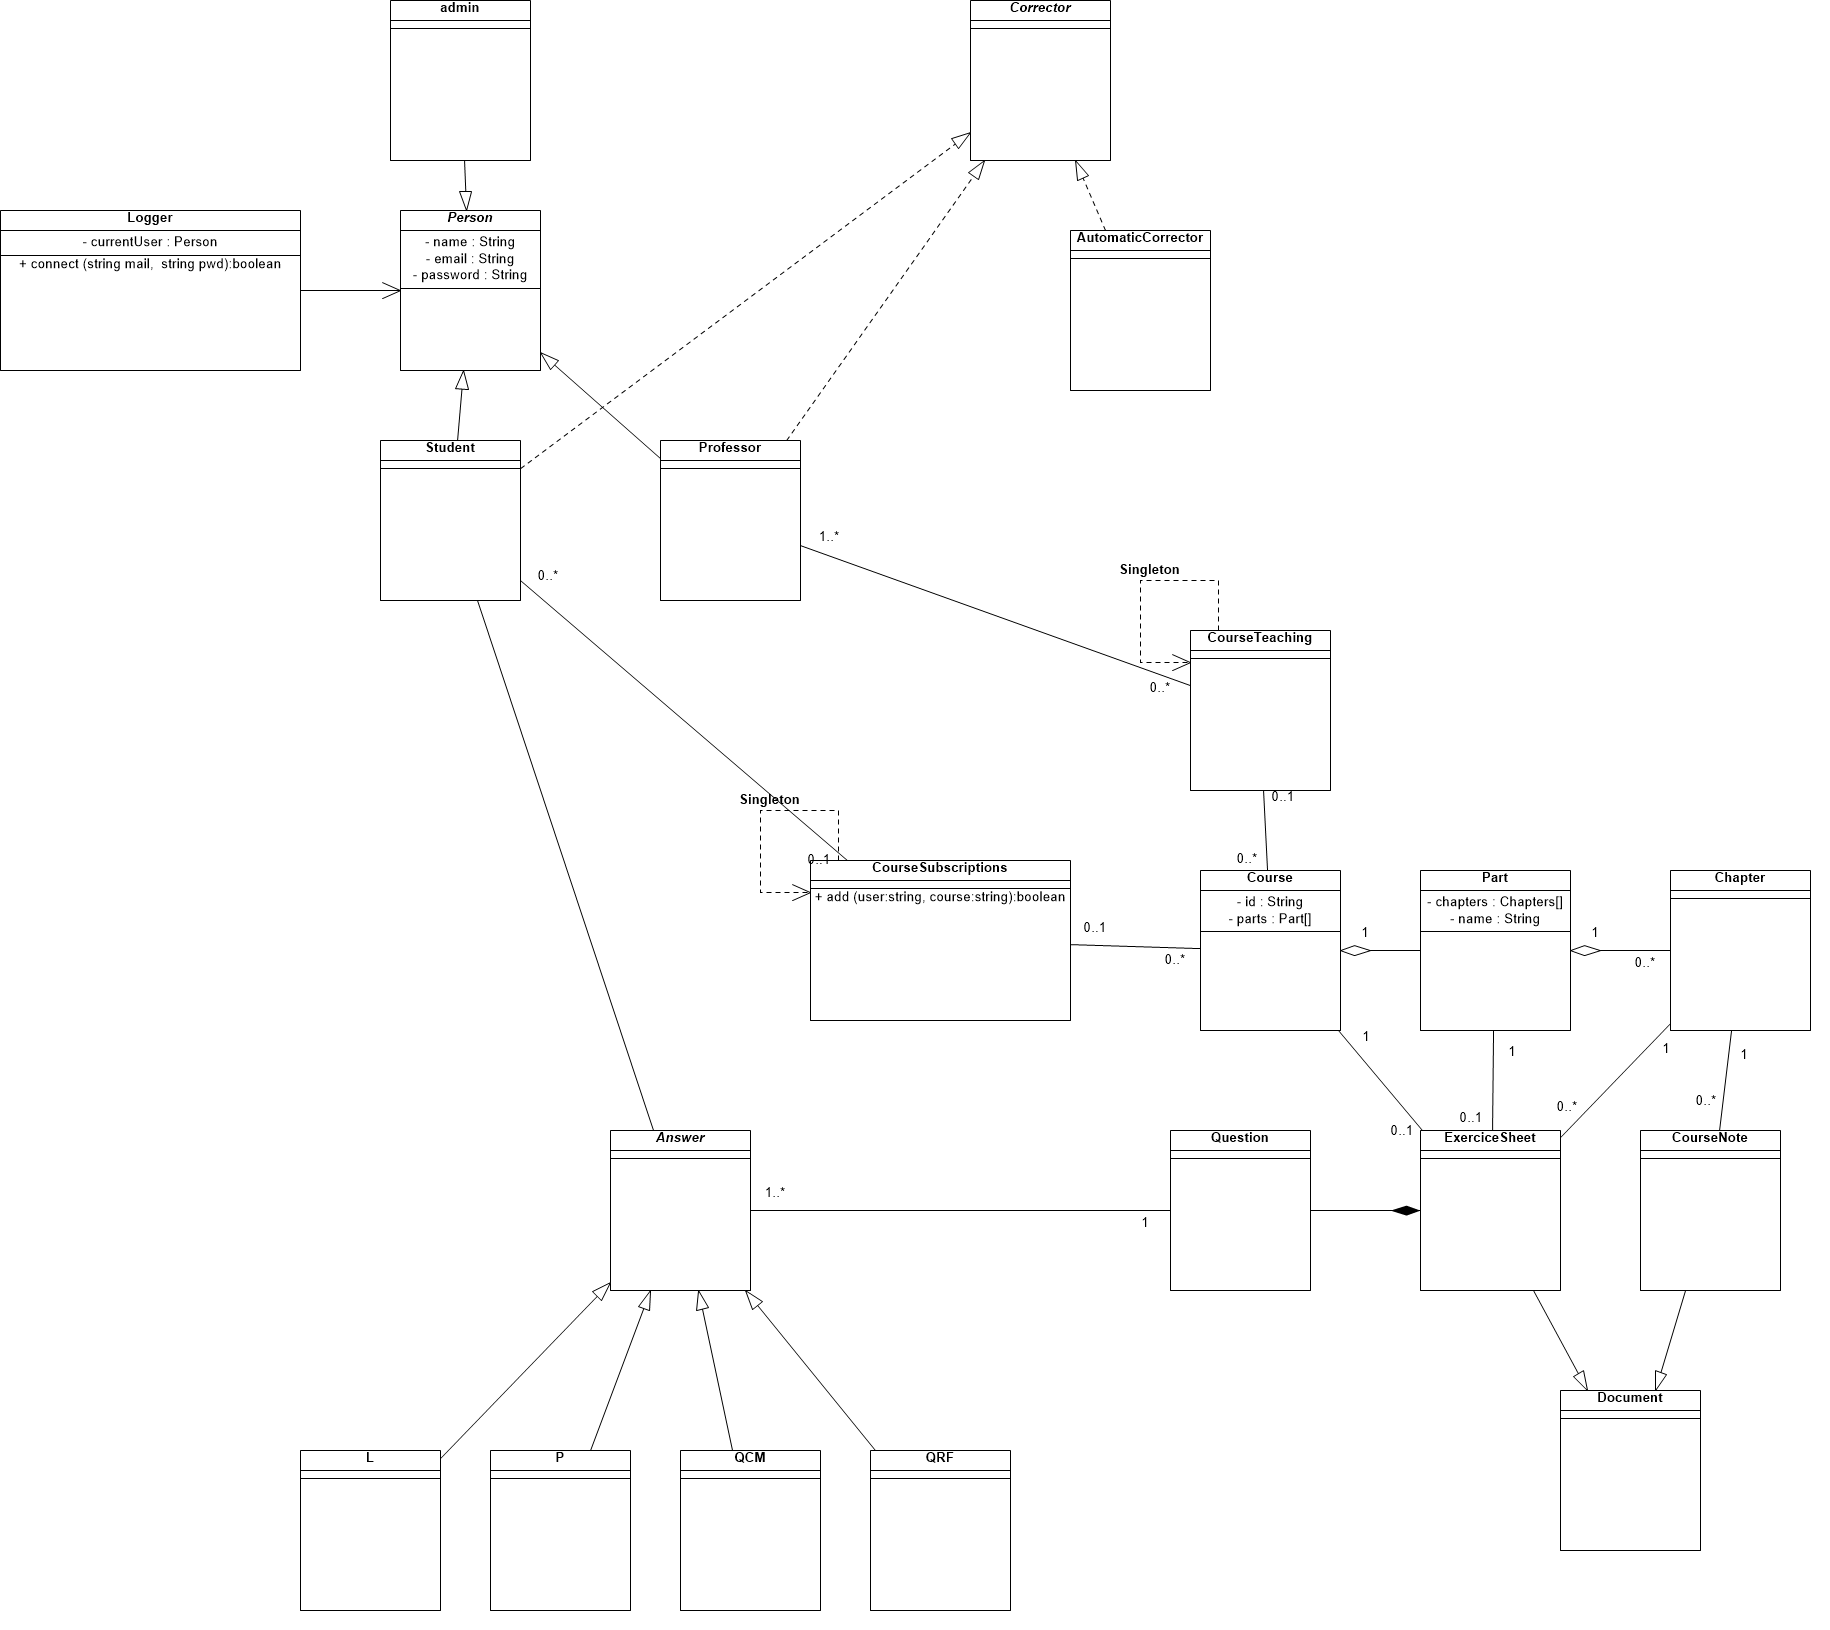 admin
Corrector
Logger
- currentUser : Person
+ connect (string mail,  string pwd):boolean
Person
- name : String
- email : String
- password : String
AutomaticCorrector
Student
Professor
1..*
0..*
Singleton
CourseTeaching
0..*
0..1
Singleton
0..1
CourseSubscriptions
+ add (user:string, course:string):boolean
0..1
0..*
0..*
Course
- id : String
- parts : Part[]
1
Part
- chapters : Chapters[]
- name : String
1
0..*
Chapter
1
1
1
1
0..1
0..1
0..*
0..*
Answer
1..*
1
Question
ExerciceSheet
CourseNote
Document
L
P
QCM
QRF